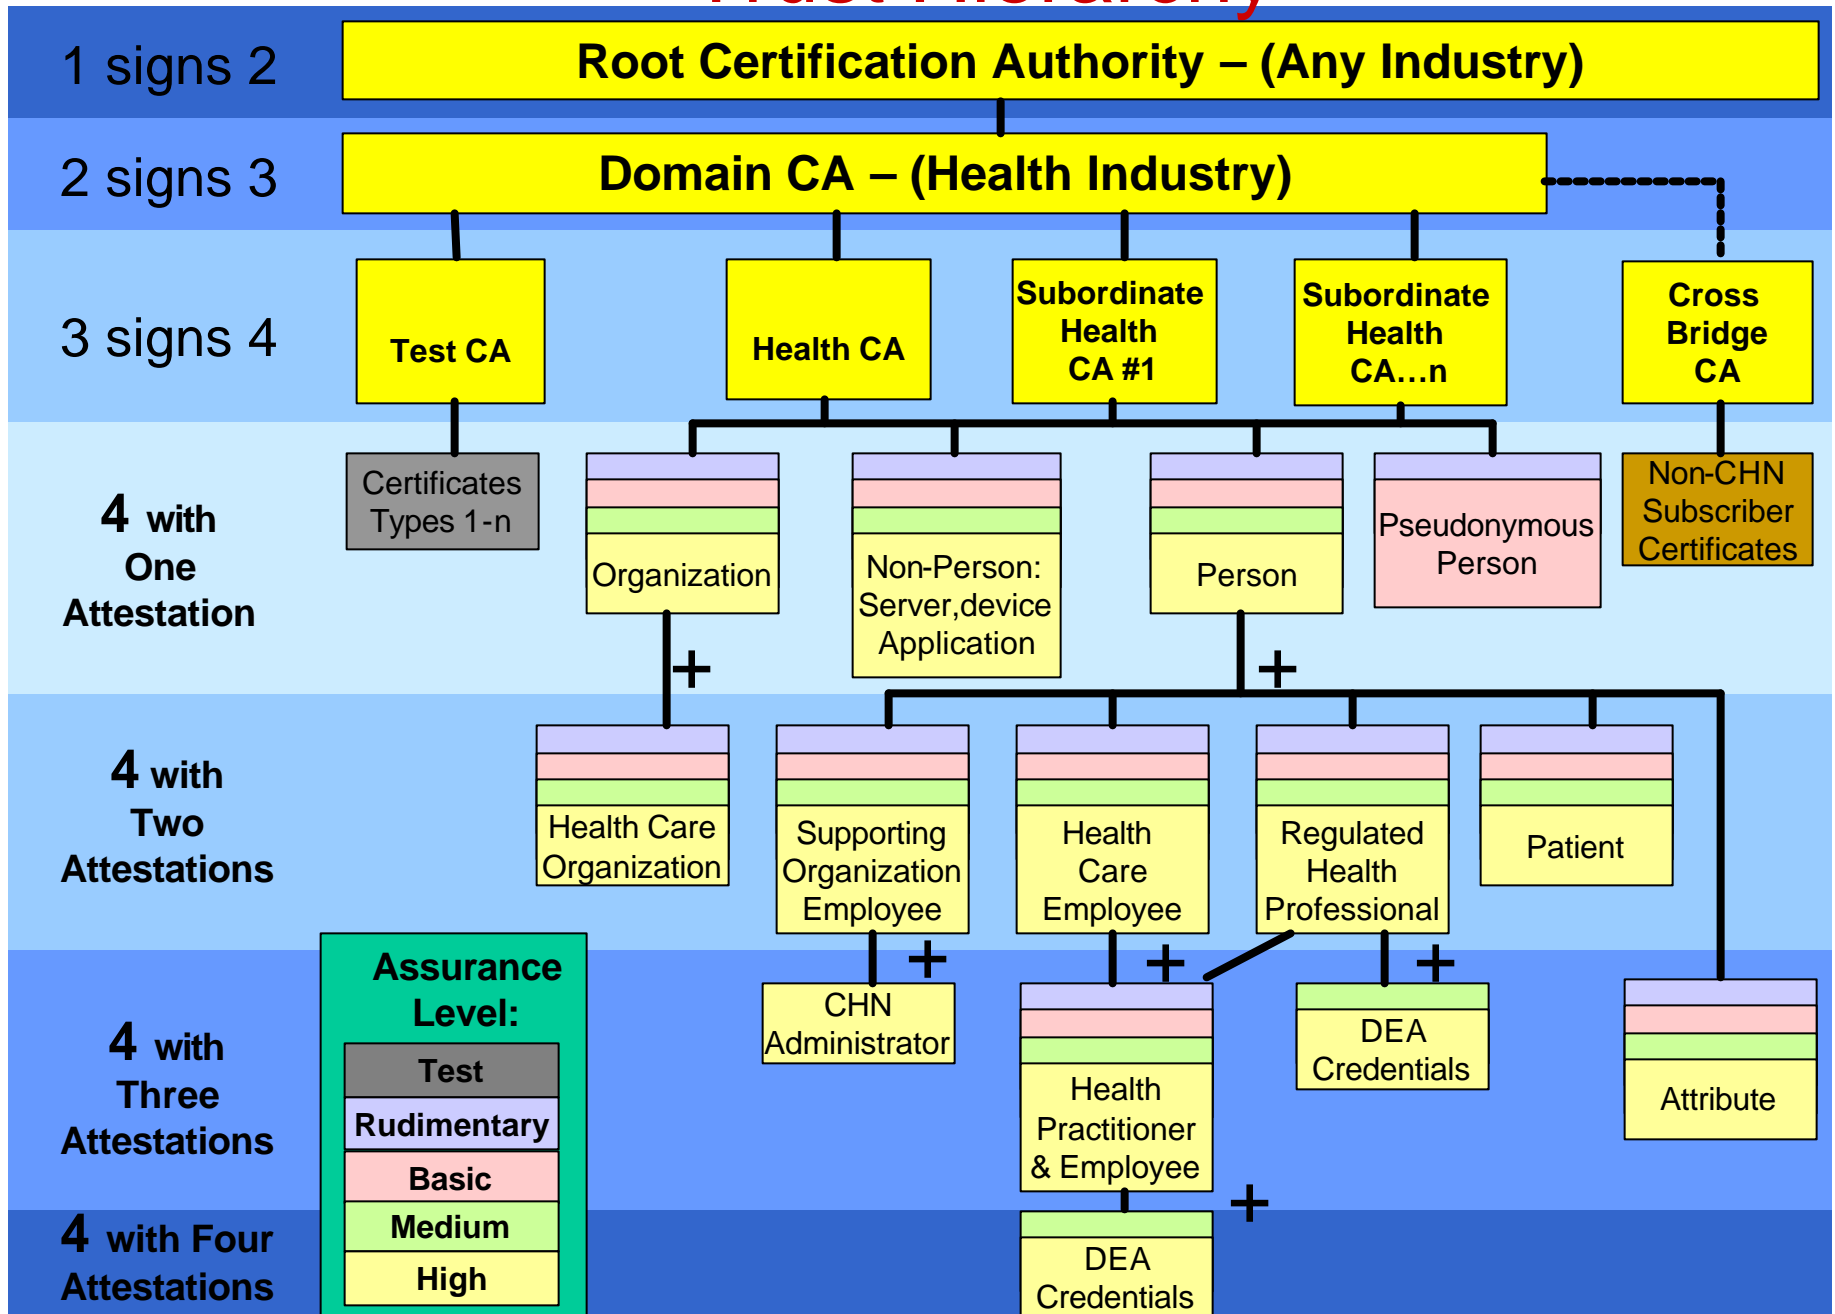 Trust Hierarchy
1 signs 2
Root Certification Authority – (Any Industry)
2 signs 3
Domain CA – (Health Industry)
3 signs 4
Test CA
Health CA
Subordinate
Health
CA #1
Subordinate
Health
CA...n
Cross
Bridge
CA
4 with
One
Attestation
Certificates
Types 1-n
Organization
Non-Person:
Server,device
Application
Person
Pseudonymous
Person
Non-CHN
Subscriber
Certificates
+
+
4 with
Two
Attestations
Health Care
Organization
Supporting
Organization
Employee
Health
Care
Employee
Regulated
Health
Professional
Patient
+
+
+
4 with
Three
Attestations
CHN
Administrator
Health
Practitioner
& Employee
DEA
Credentials
Attribute
+
4 with Four
Attestations
DEA
Credentials
Assurance
Level:
Test
Rudimentary
Basic
Medium
High